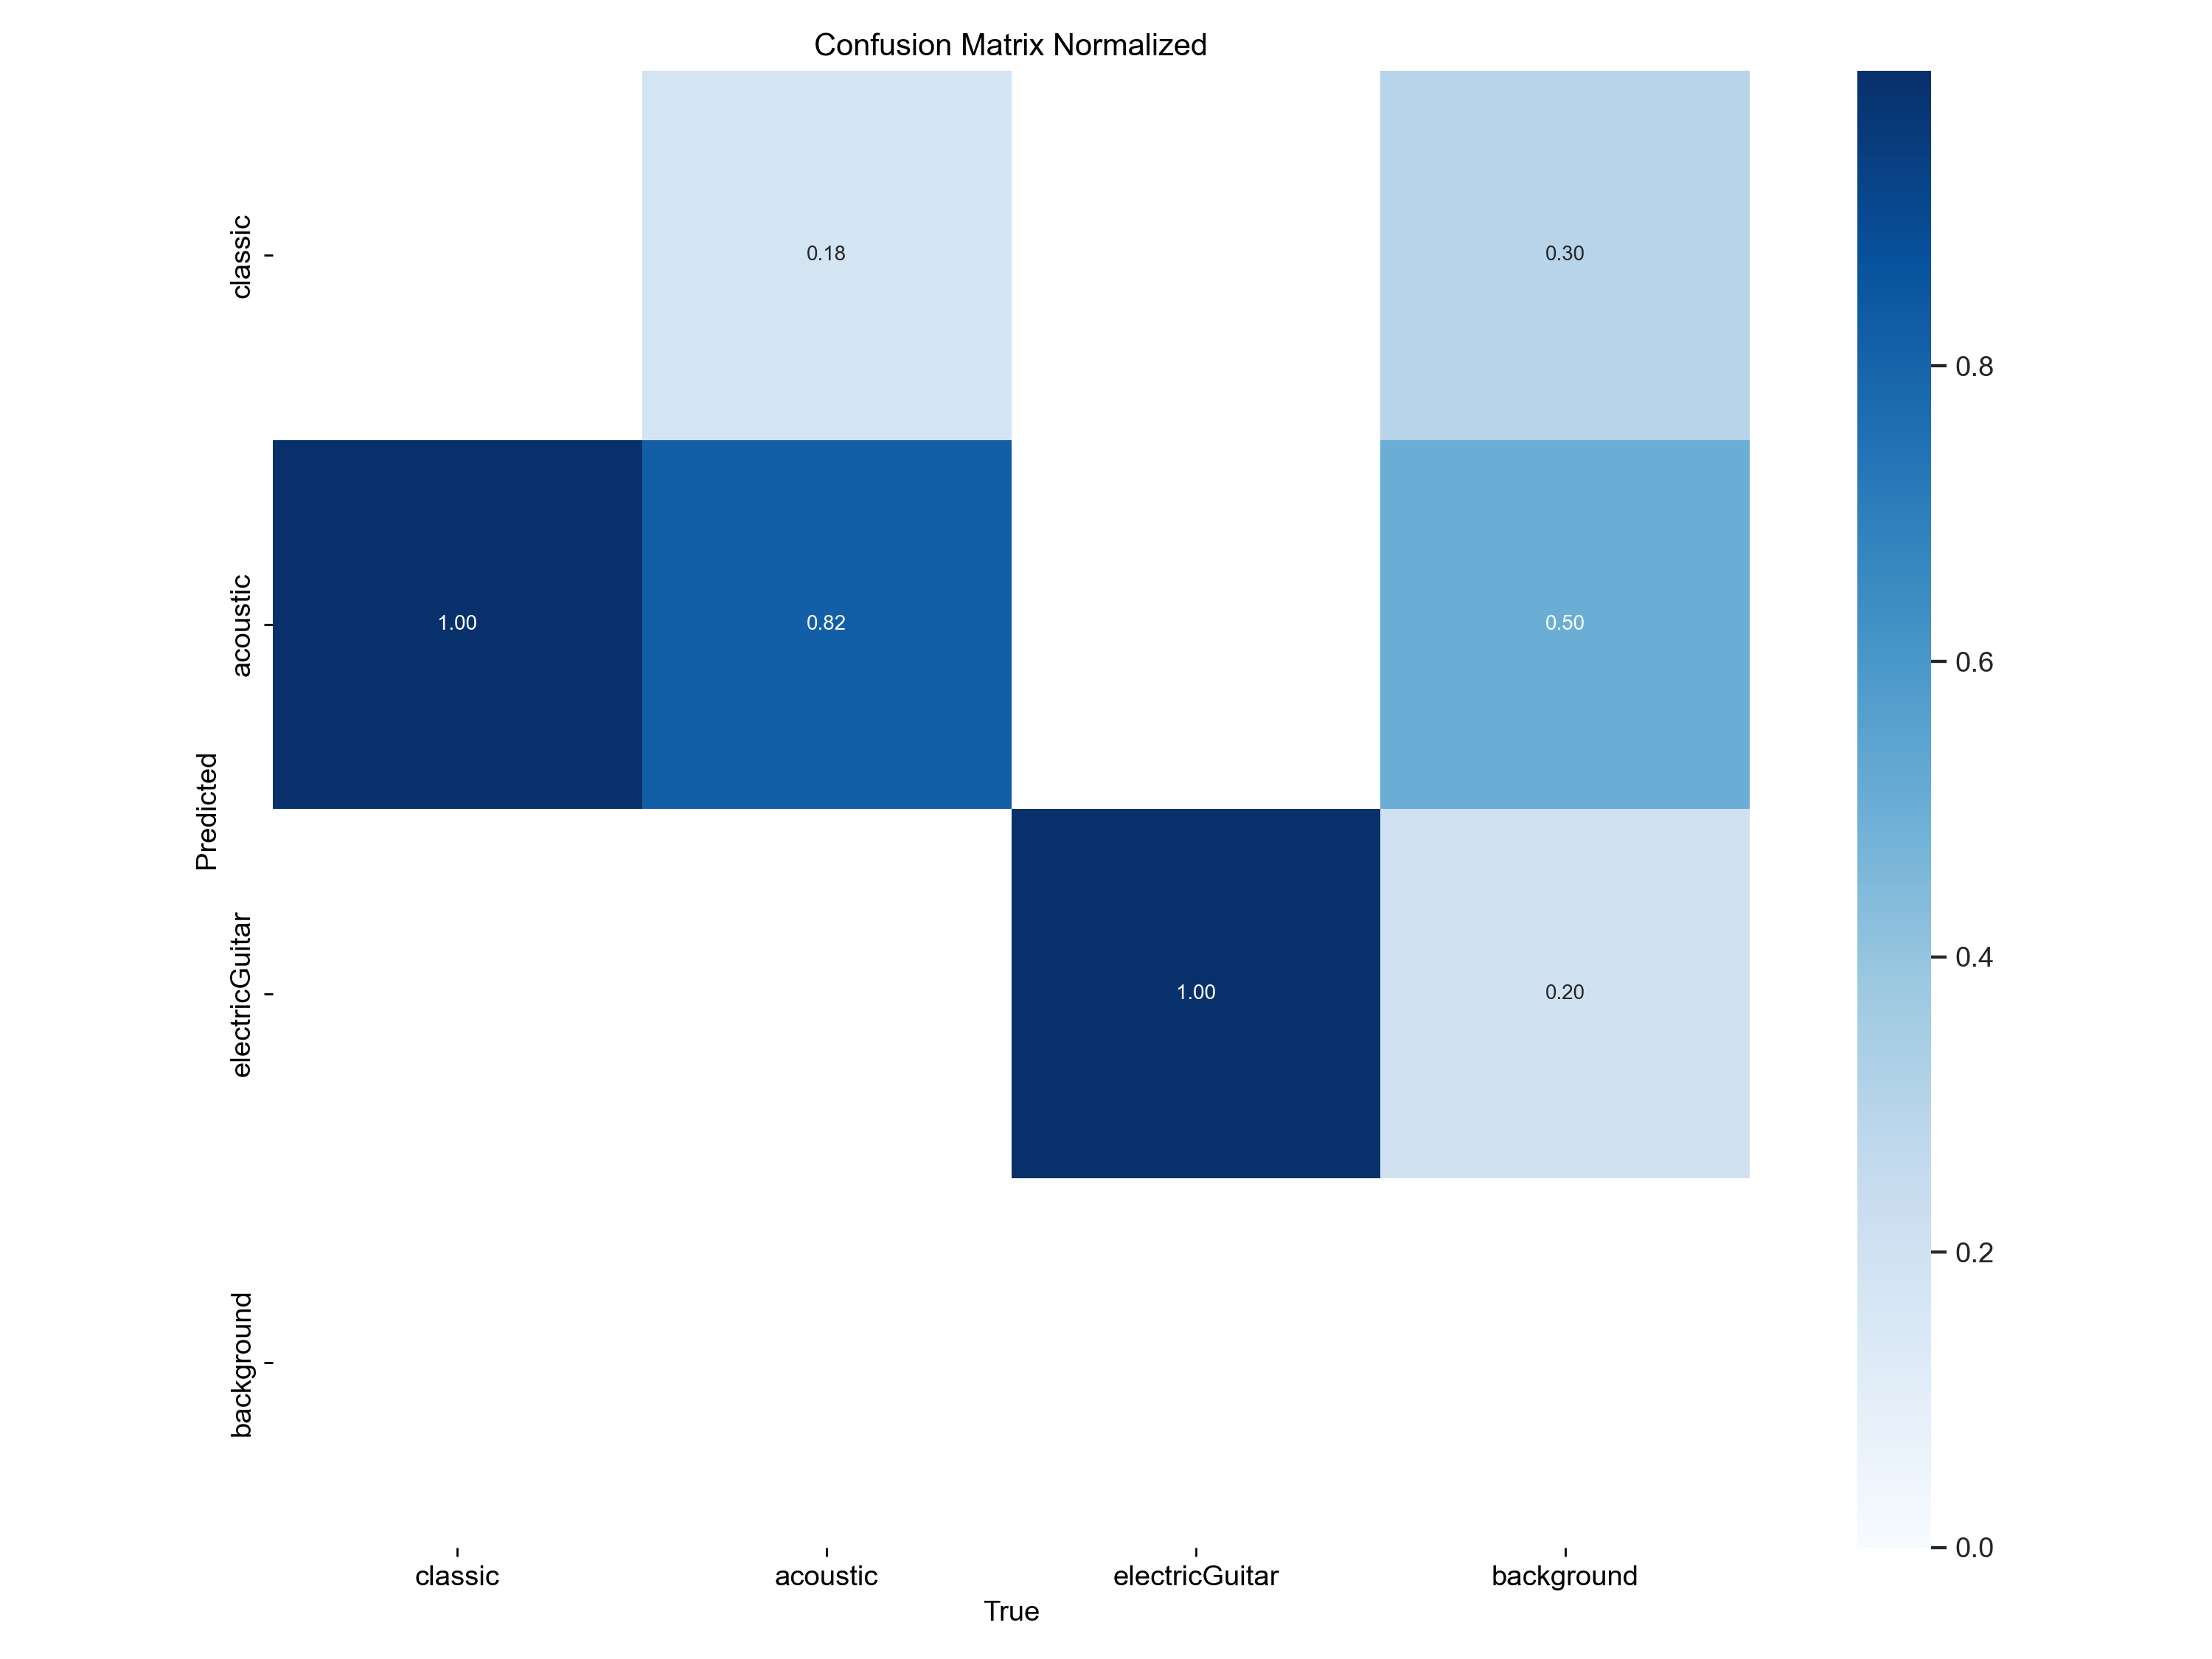 Confusion Matrix Normalized
classic
0.18
0.30
0.8
acoustic
1.00
0.82
0.50
0.6
Predicted
electricGuitar
1.00
0.20
0.4
background
0.2
0.0
classic
acoustic
electricGuitar
background
True